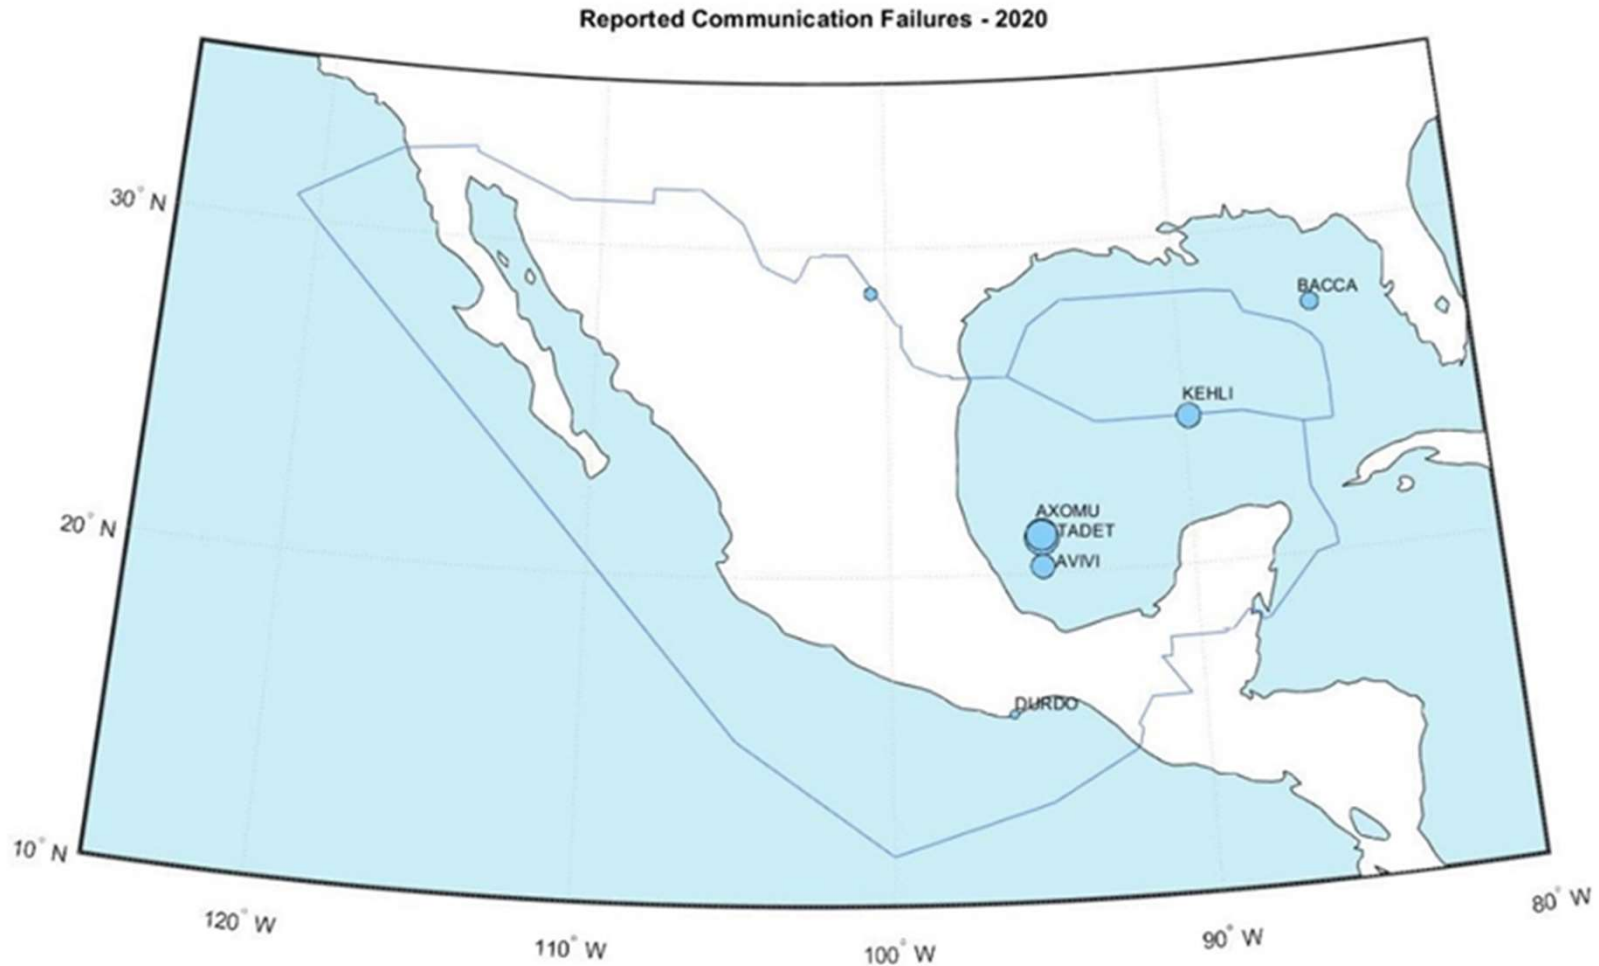 Reported Communication Failures - 2020
30° N
BACCA
KEHLI
AXOMU
20° N
TADET
AVIVI
DURDO
10° N
80° W
120° W
90° W
110° W
100° W